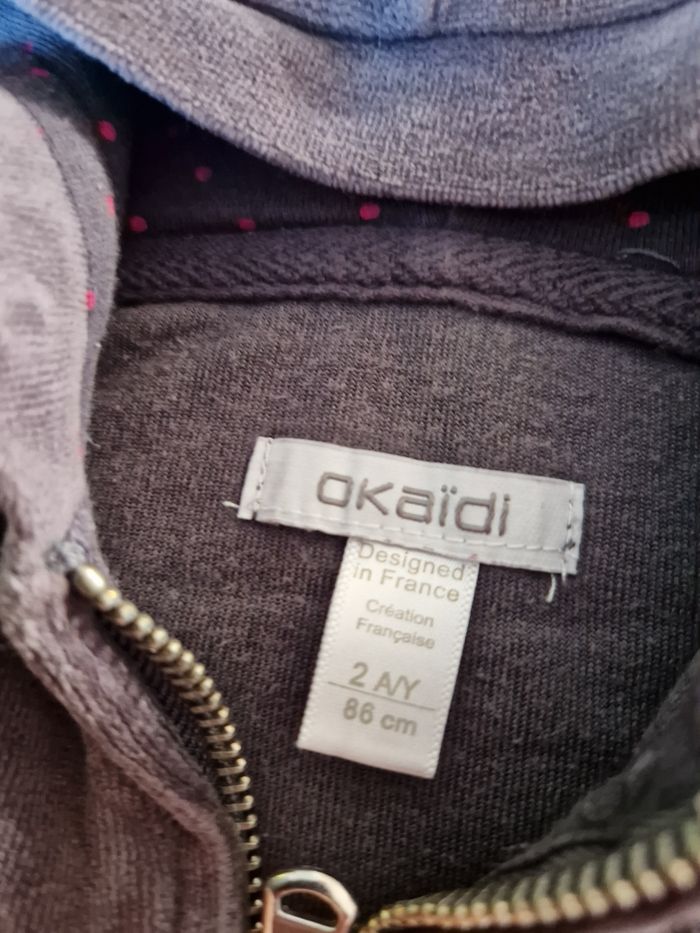 okaïdi
Designed
in France
Création
Française
2 A/Y
86 cm